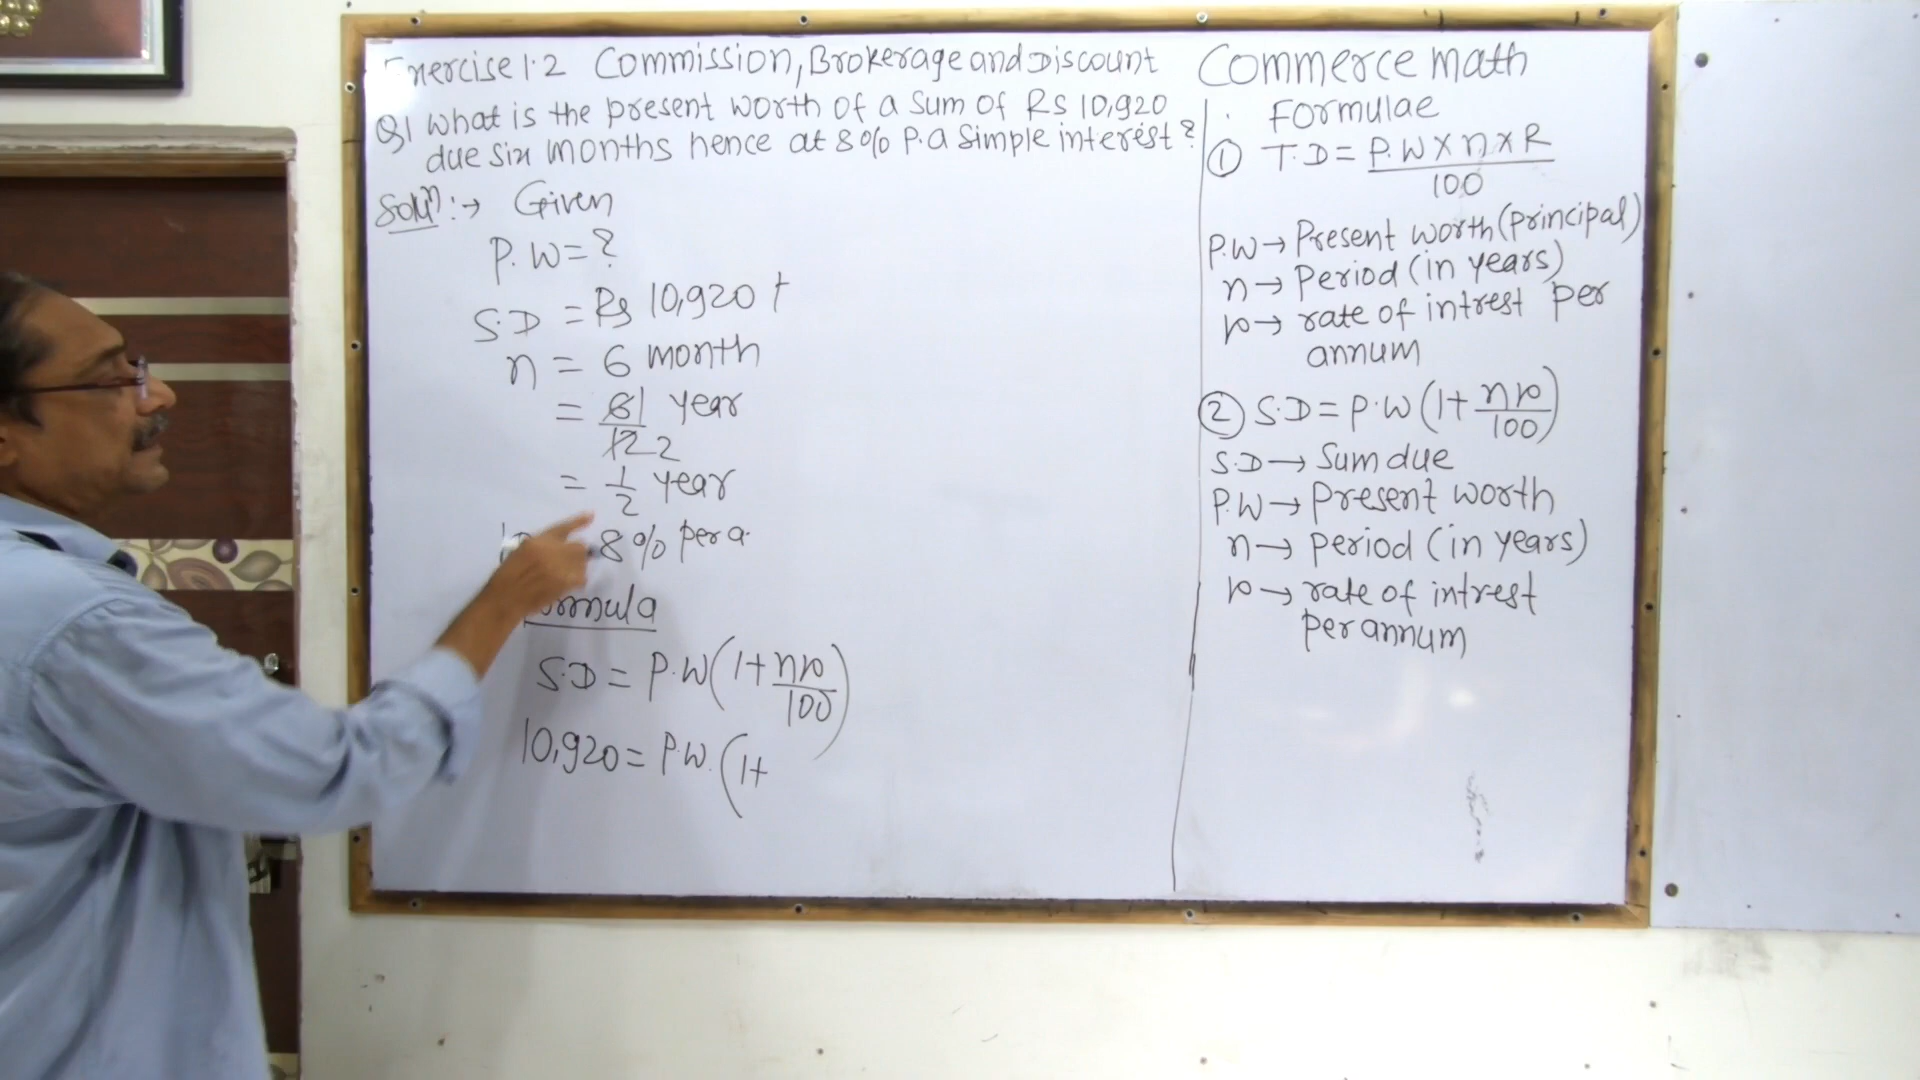 Exercise 1.2 Commission, Brokerage and Discount
Q1 What is the present worth of a sum of Rs 10,920
due six months hence at 8% P.a Simple interest?
Soln :→ Given
P.W = ?
S.D = Rs 10,920 +
n = 6 month
= 6 1 year
12 2
= 1/2 year
8% per a.
Formula
S.D = P.W (1 + nr/100)
10,920 = P.W. (1+
Commerce math
Formulae
① T.D = P.W X n X R
100
P.W → Present worth (principal)
n → Period (in years)
r → rate of intrest per
annum
② S.D = P.W (1 + nr/100)
S.D → Sum due
P.W → Present worth
n → period (in years)
r → rate of intrest
per annum